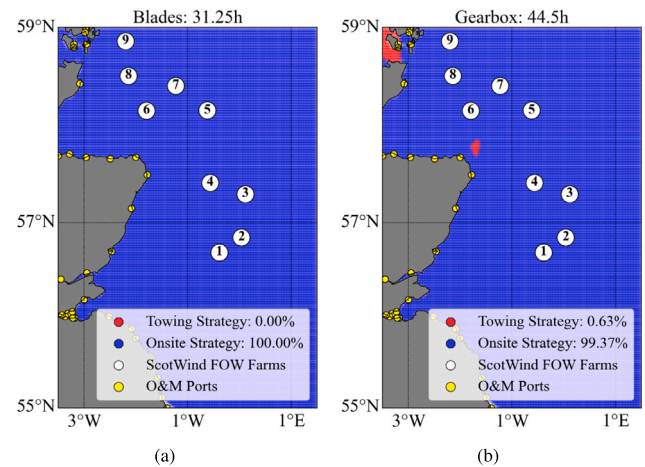 Blades: 31.25h
59°N
9
8
7
6
5
4
3
57°N
2
1
Towing Strategy: 0.00%
Onsite Strategy: 100.00%
ScotWind FOW Farms
O&M Ports
55°N
3°W 1°W 1°E
(a)
Gearbox: 44.5h
59°N
9
8
7
6
5
4
3
57°N
2
1
Towing Strategy: 0.63%
Onsite Strategy: 99.37%
ScotWind FOW Farms
O&M Ports
55°N
3°W 1°W 1°E
(b)